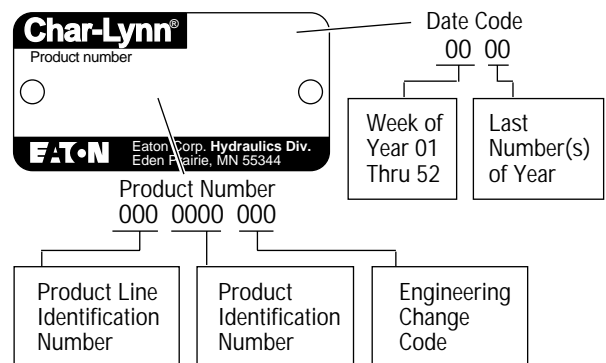 Char-Lynn®
Product number
EATON Eaton Corp. Hydraulics Div.
Eden Prairie, MN 55344
Date Code
00 00
Week of
Year 01
Thru 52
Last
Number(s)
of Year
Product Number
000 0000 000
Product Line
Identification
Number
Product
Identification
Number
Engineering
Change
Code